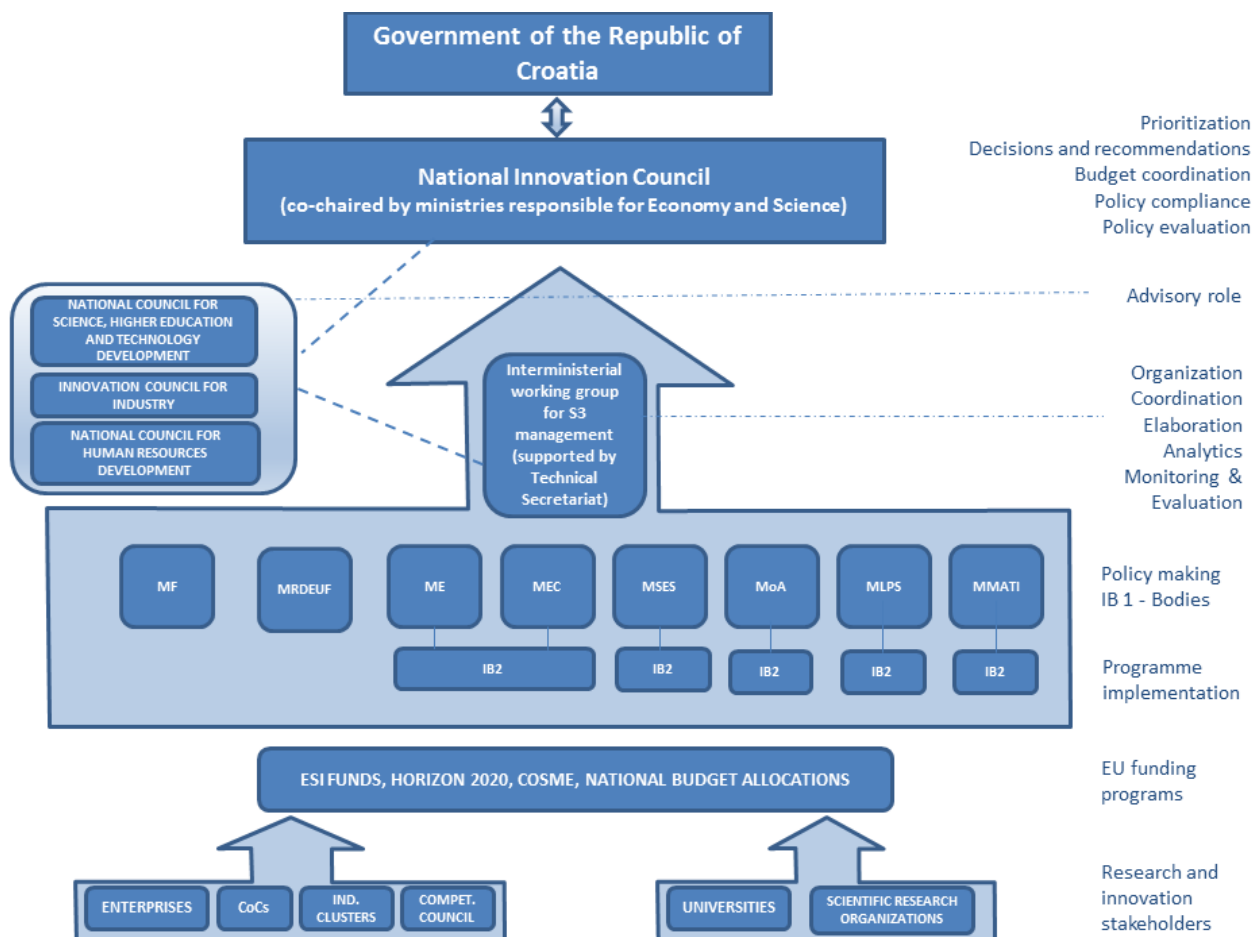 Government of the Republic of
Croatia
National Innovation Council
(co-chaired by ministries responsible for Economy and Science)
Prioritization
Decisions and recommendations
Budget coordination
Policy compliance
Policy evaluation
NATIONAL COUNCIL FOR
SCIENCE, HIGHER EDUCATION
AND TECHNOLOGY
DEVELOPMENT
INNOVATION COUNCIL FOR
INDUSTRY
NATIONAL COUNCIL FOR
HUMAN RESOURCES
DEVELOPMENT
Advisory role
Interministerial
working group
for S3
management
(supported by
Technical
Secretariat)
Organization
Coordination
Elaboration
Analytics
Monitoring &
Evaluation
MF
MRDEUF
ME
MEC
MSES
MoA
MLPS
MMATI
Policy making
IB 1 - Bodies
IB2
IB2
IB2
IB2
IB2
Programme
implementation
ESI FUNDS, HORIZON 2020, COSME, NATIONAL BUDGET ALLOCATIONS
EU funding
programs
ENTERPRISES
CoCs
IND.
CLUSTERS
COMPET.
COUNCIL
UNIVERSITIES
SCIENTIFIC RESEARCH
ORGANIZATIONS
Research and
innovation
stakeholders